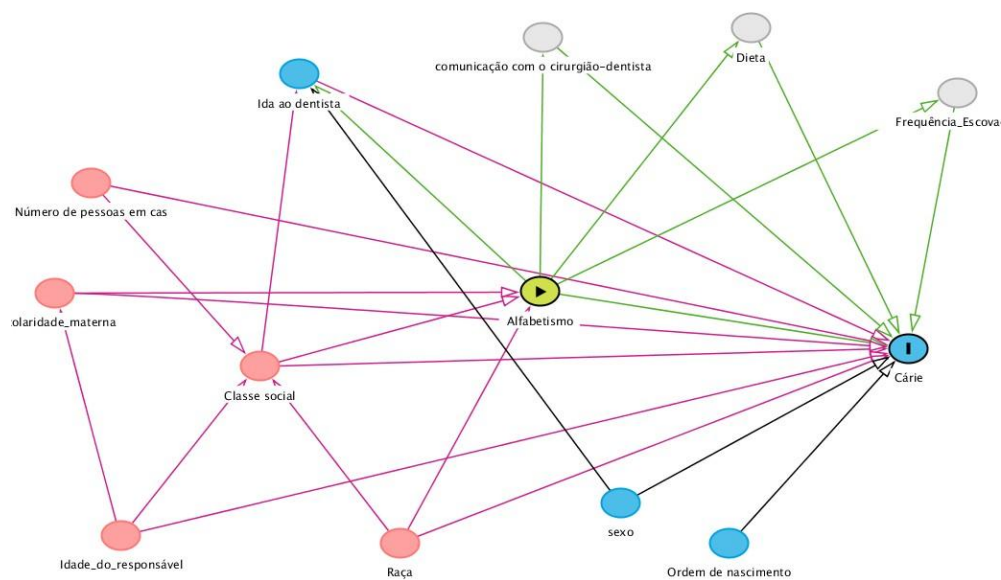 comunicação com o cirurgião-dentista
Dieta
Ida ao dentista
Frequência_Escova
Número de pessoas em cas
Alfabetismo
colaridade_materna
Cárie
Classe social
sexo
Idade_do_responsável
Raça
Ordem de nascimento